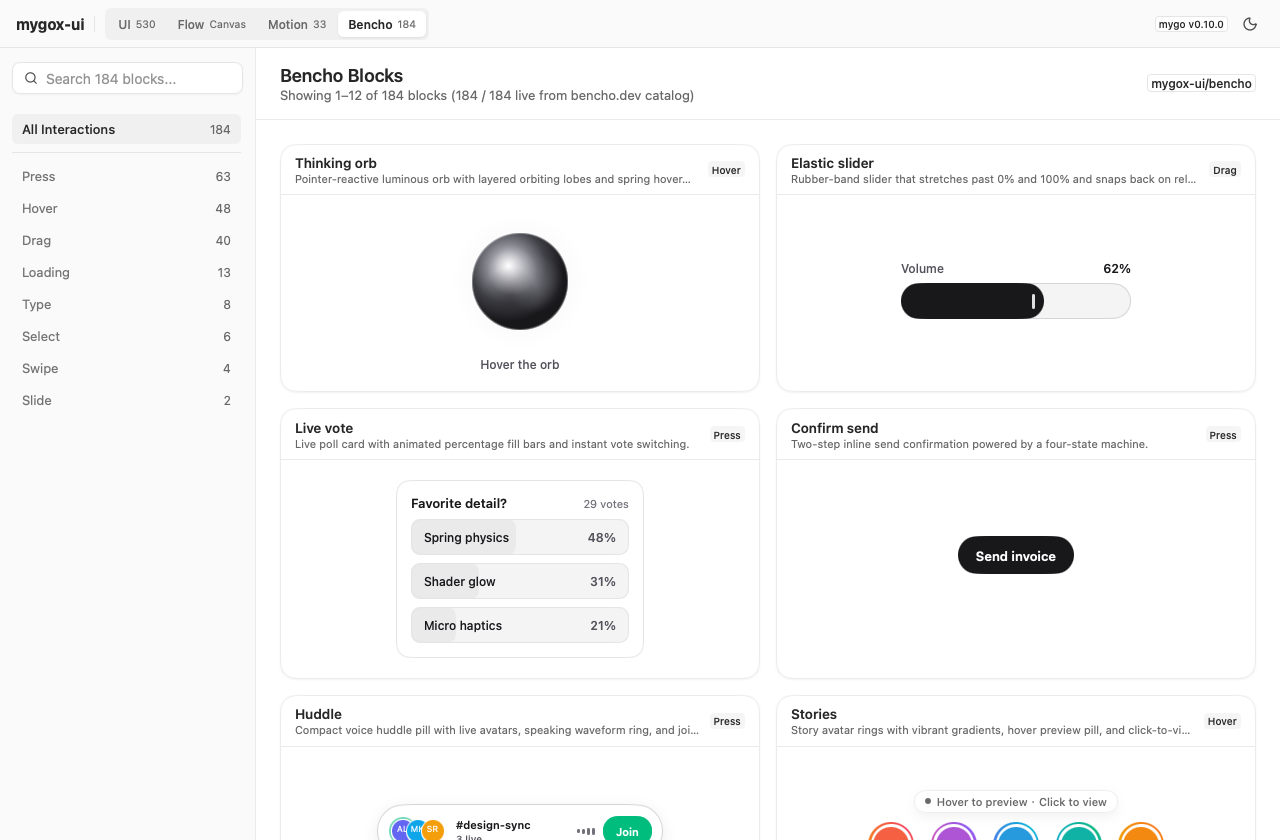 mygox-ui
UI 530
Flow Canvas
Motion 33
Bencho 184
mygo v0.10.0
Search 184 blocks...
All Interactions 184
Press 63
Hover 48
Drag 40
Loading 13
Type 8
Select 6
Swipe 4
Slide 2
Bencho Blocks
Showing 1–12 of 184 blocks (184 / 184 live from bencho.dev catalog)
mygox-ui/bencho
Thinking orb
Pointer-reactive luminous orb with layered orbiting lobes and spring hover...
Hover
Hover the orb
Elastic slider
Rubber-band slider that stretches past 0% and 100% and snaps back on rel...
Drag
Volume 62%
Live vote
Live poll card with animated percentage fill bars and instant vote switching.
Press
Favorite detail? 29 votes
Spring physics 48%
Shader glow 31%
Micro haptics 21%
Confirm send
Two-step inline send confirmation powered by a four-state machine.
Press
Send invoice
Huddle
Compact voice huddle pill with live avatars, speaking waveform ring, and joi...
Press
SR
#design-sync
3 live
Join
Stories
Story avatar rings with vibrant gradients, hover preview pill, and click-to-vi...
Hover
Hover to preview · Click to view